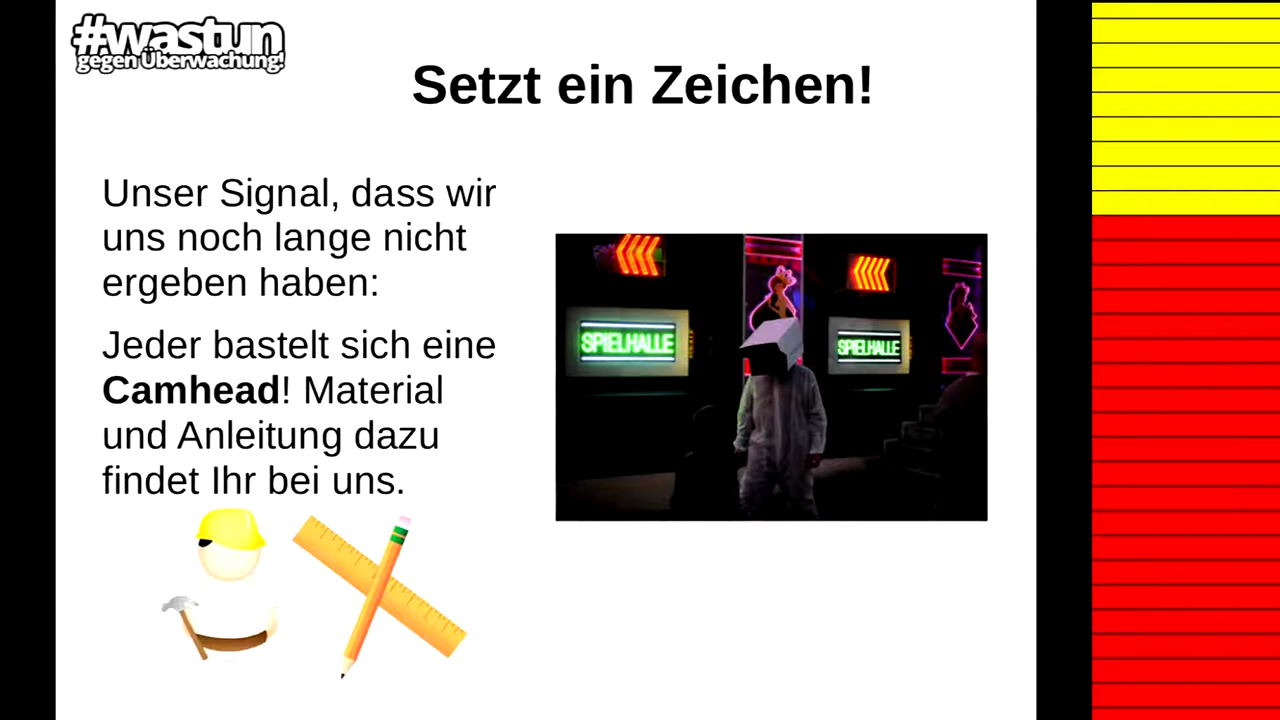 #wastun
gegen Überwachung!
Setzt ein Zeichen!
Unser Signal, dass wir
uns noch lange nicht
ergeben haben:
Jeder bastelt sich eine
Camhead! Material
und Anleitung dazu
findet Ihr bei uns.
SPIELHALLE
SPIELHALLE